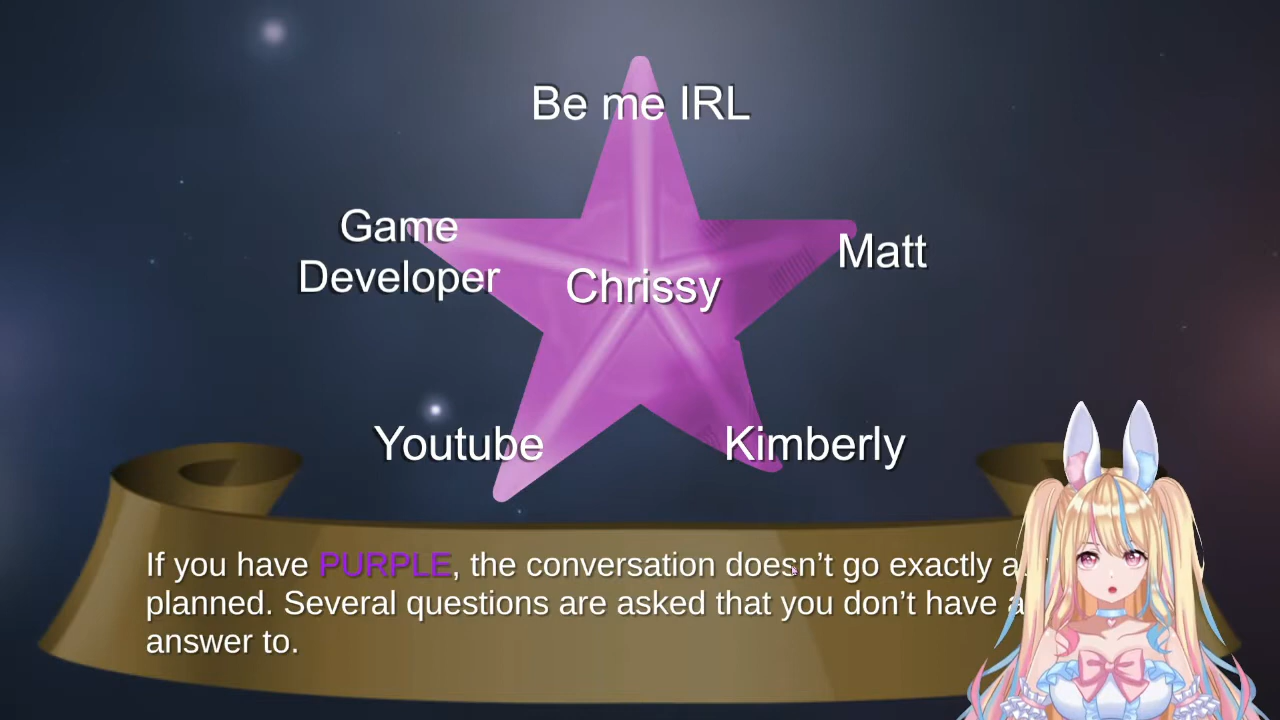 Be me IRL
Game
Developer
Matt
Chrissy
Youtube
Kimberly
If you have PURPLE, the conversation doesn't go exactly
planned. Several questions are asked that you don't have
answer to.